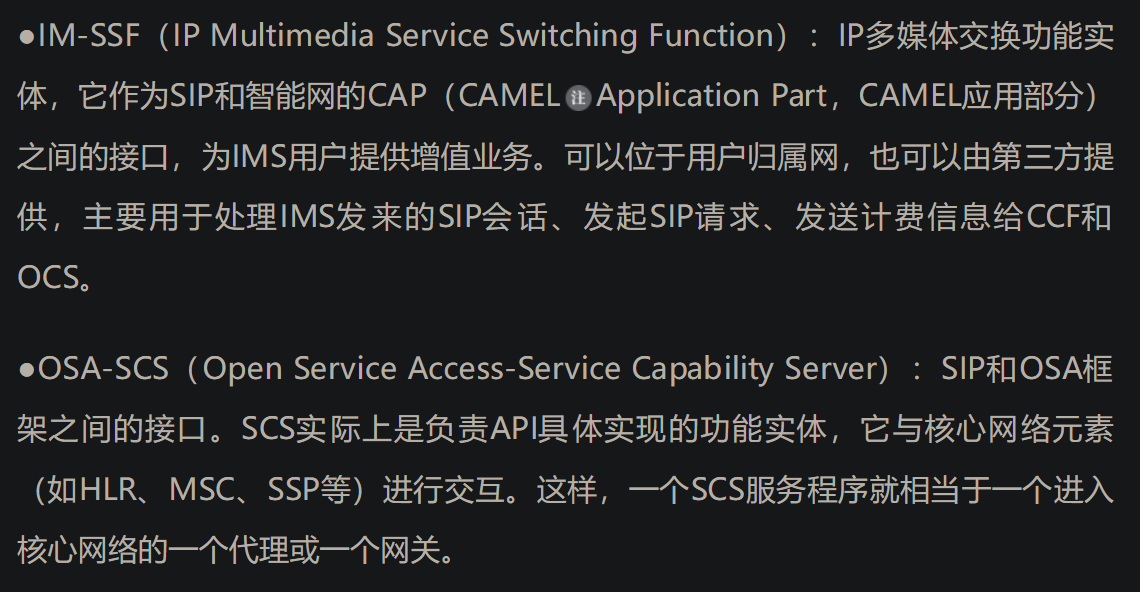 ●IM-SSF（IP Multimedia Service Switching Function）：IP多媒体交换功能实
体，它作为SIP和智能网的CAP（CAMEL注Application Part，CAMEL应用部分）
之间的接口，为IMS用户提供增值业务。可以位于用户归属网，也可以由第三方提
供，主要用于处理IMS发来的SIP会话、发起SIP请求、发送计费信息给CCF和
OCS。
●OSA-SCS（Open Service Access-Service Capability Server）：SIP和OSA框
架之间的接口。SCS实际上是负责API具体实现的功能实体，它与核心网络元素
（如HLR、MSC、SSP等）进行交互。这样，一个SCS服务程序就相当于一个进入
核心网络的一个代理或一个网关。